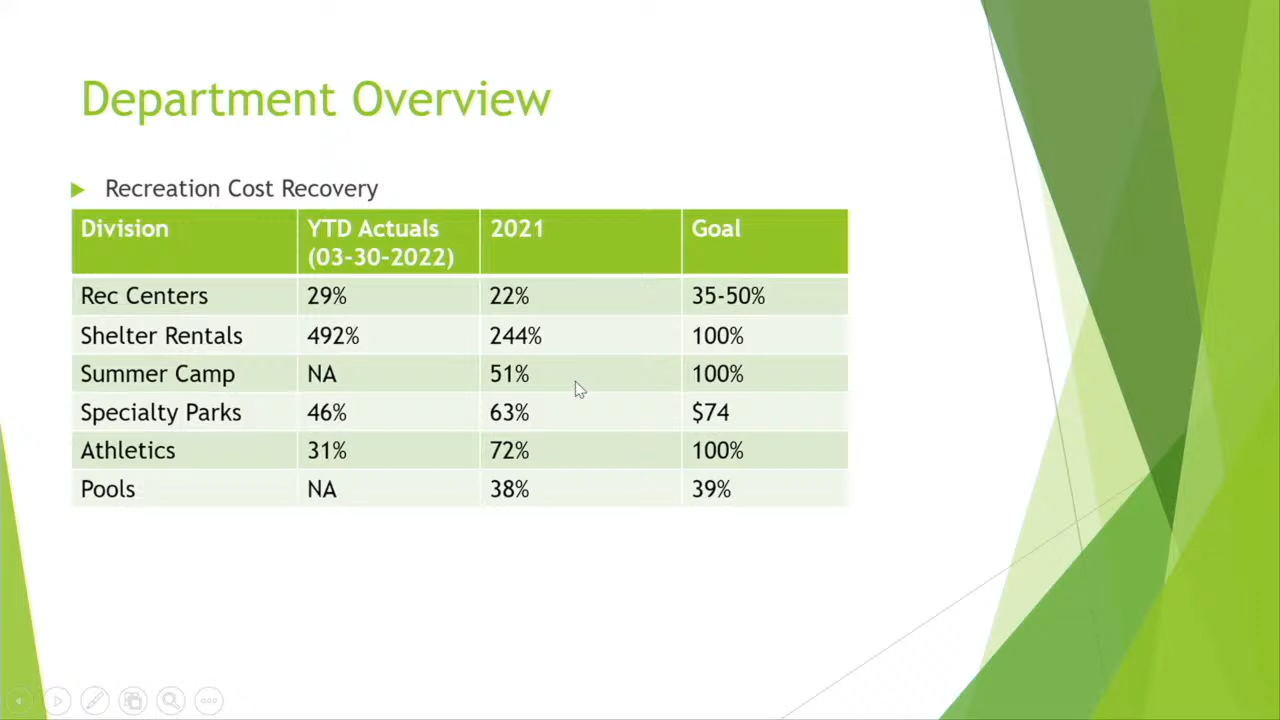 Department Overview
Recreation Cost Recovery
Division YTD Actuals (03-30-2022) 2021 Goal
Rec Centers 29% 22% 35-50%
Shelter Rentals 492% 244% 100%
Summer Camp NA 51% 100%
Specialty Parks 46% 63% $74
Athletics 31% 72% 100%
Pools NA 38% 39%